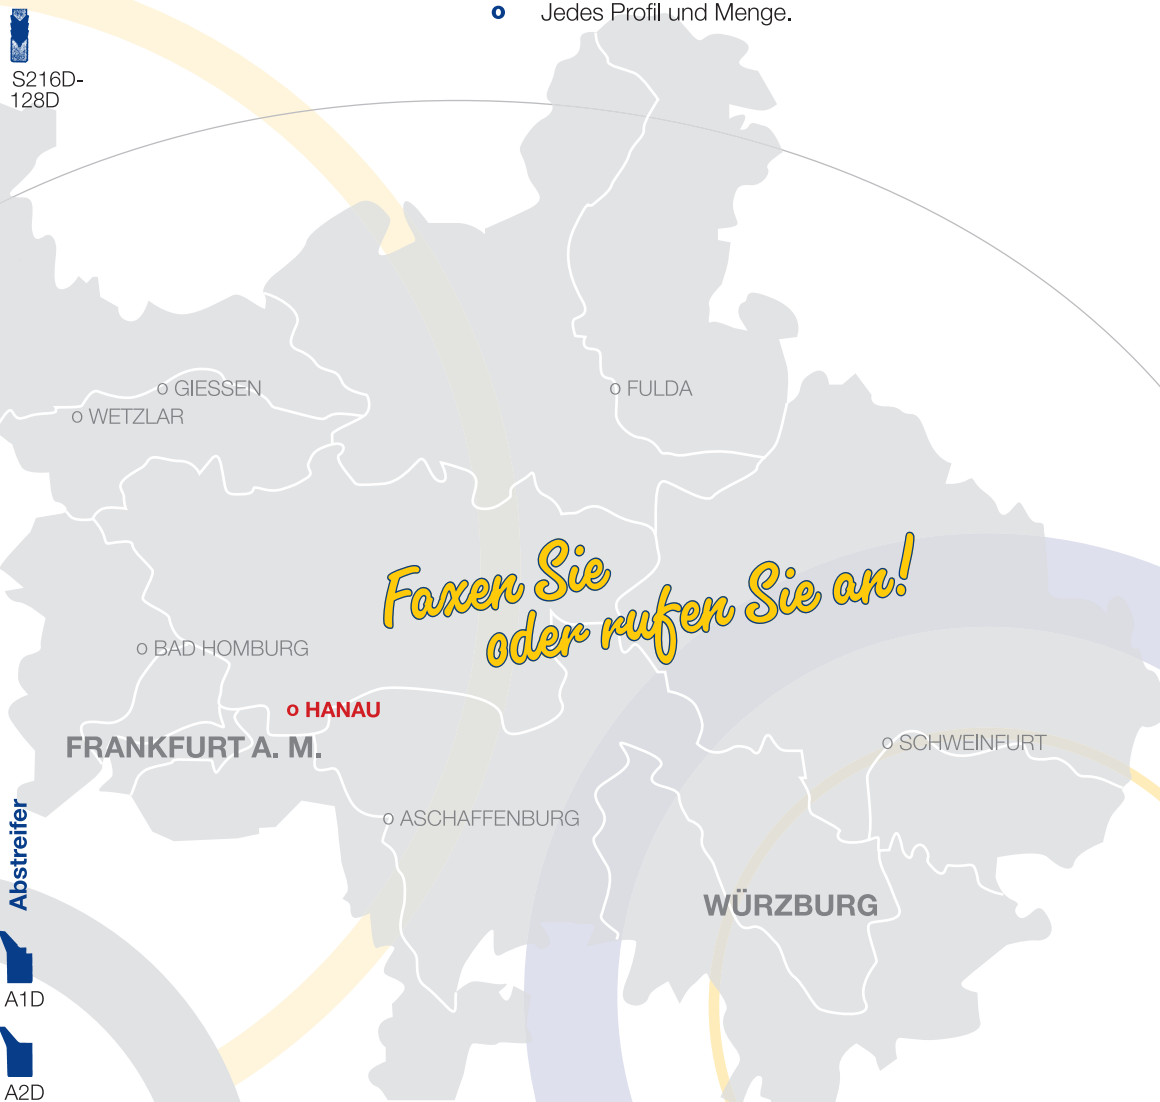 Jedes Profil und Menge.
S216D-
128D
GIESSEN
WETZLAR
FULDA
Faxen Sie
oder rufen Sie an!
BAD HOMBURG
HANAU
FRANKFURT A. M.
SCHWEINFURT
ASCHAFFENBURG
Abstreifer
WÜRZBURG
A1D
A2D